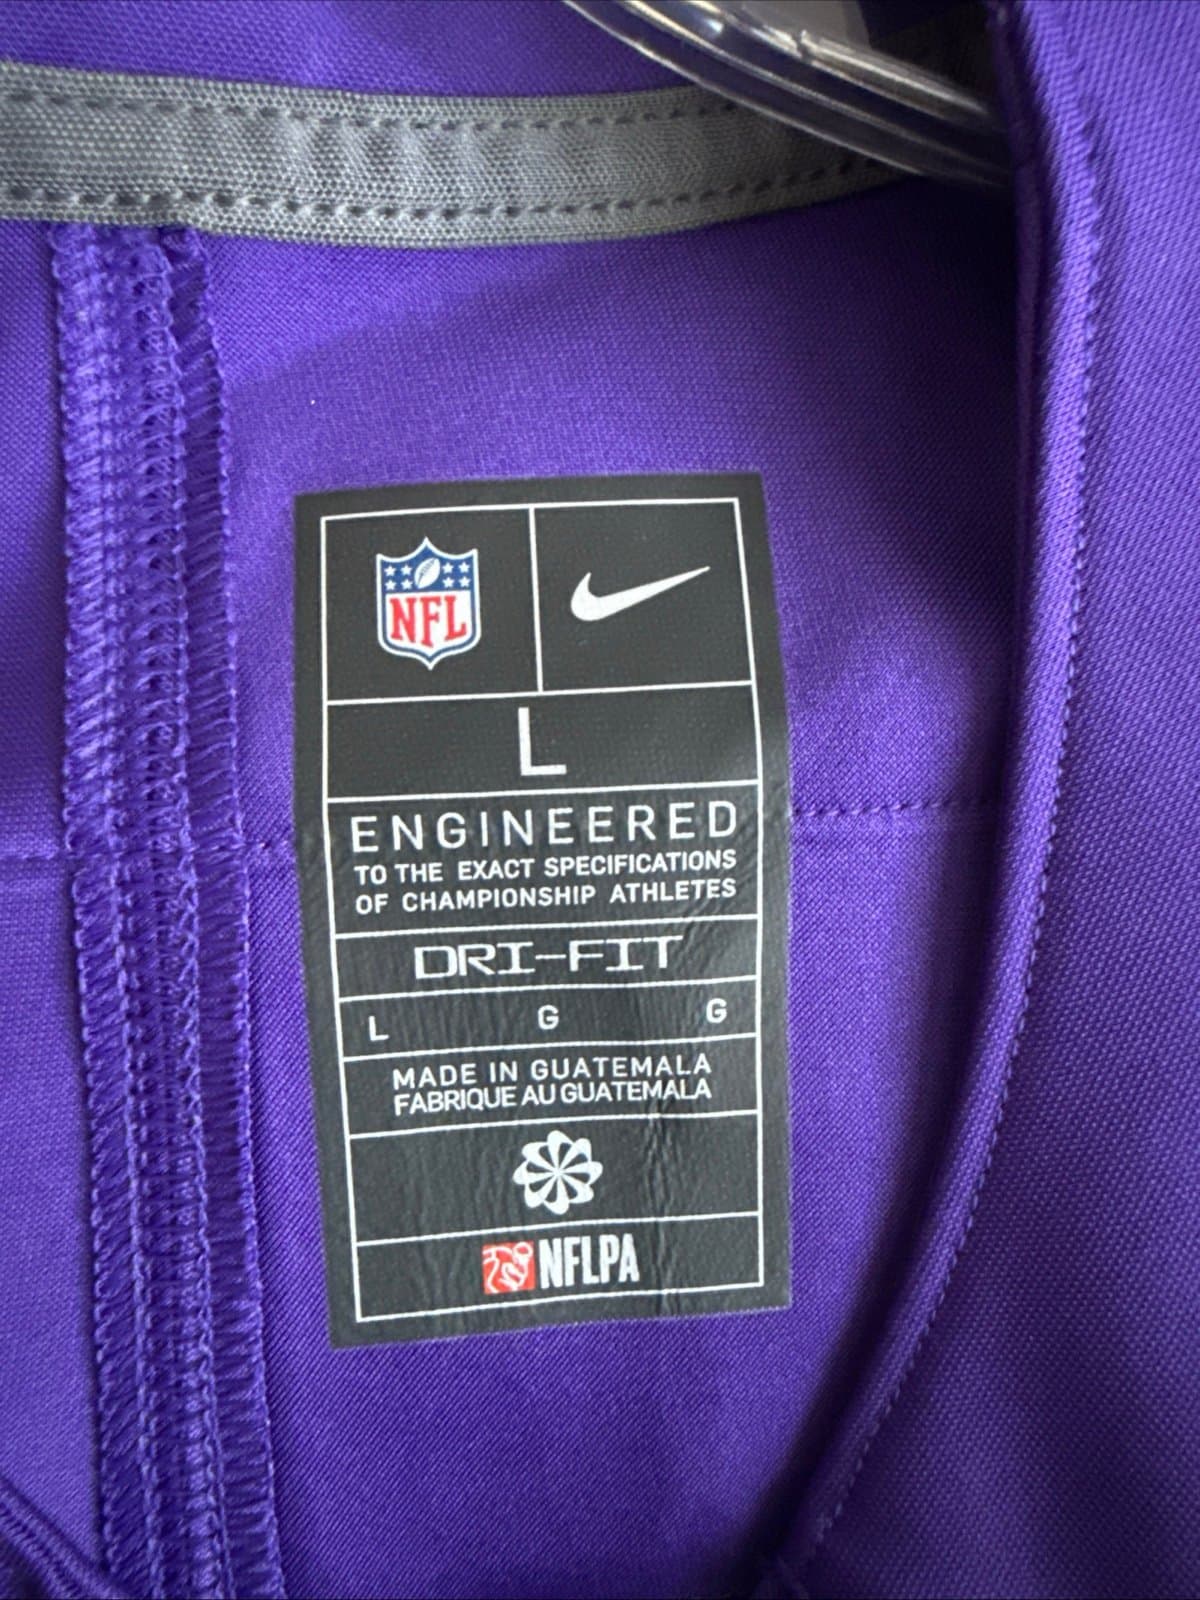 NFL
L
ENGINEERED
TO THE EXACT SPECIFICATIONS
OF CHAMPIONSHIP ATHLETES
DRI-FIT
L G G
MADE IN GUATEMALA
FABRIQUE AU GUATEMALA
NFLPA